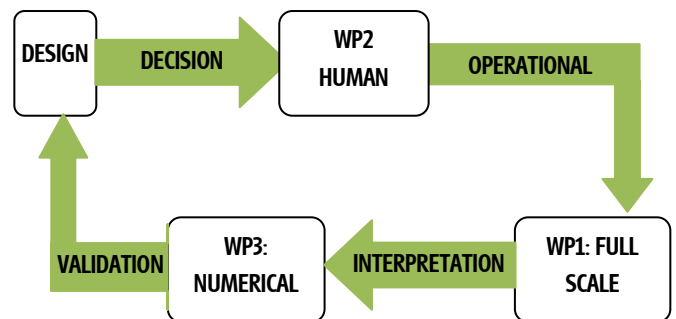 DESIGN
DECISION
WP2
HUMAN
OPERATIONAL
VALIDATION
WP3:
NUMERICAL
INTERPRETATION
WP1: FULL
SCALE